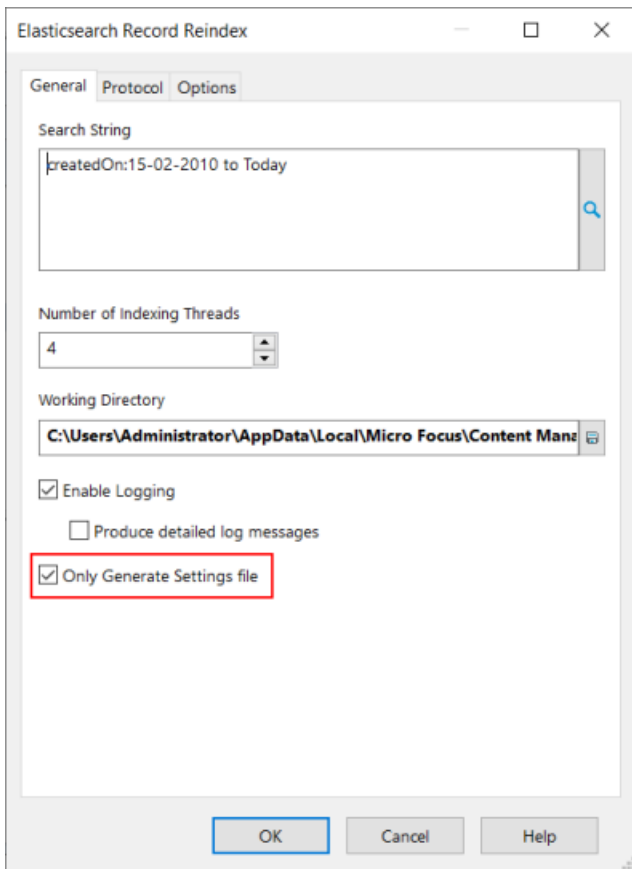 Elasticsearch Record Reindex
General Protocol Options
Search String
createdOn:15-02-2010 to Today
Number of Indexing Threads
4
Working Directory
C:\Users\Administrator\AppData\Local\Micro Focus\Content Mana
Enable Logging
Produce detailed log messages
Only Generate Settings file
OK Cancel Help